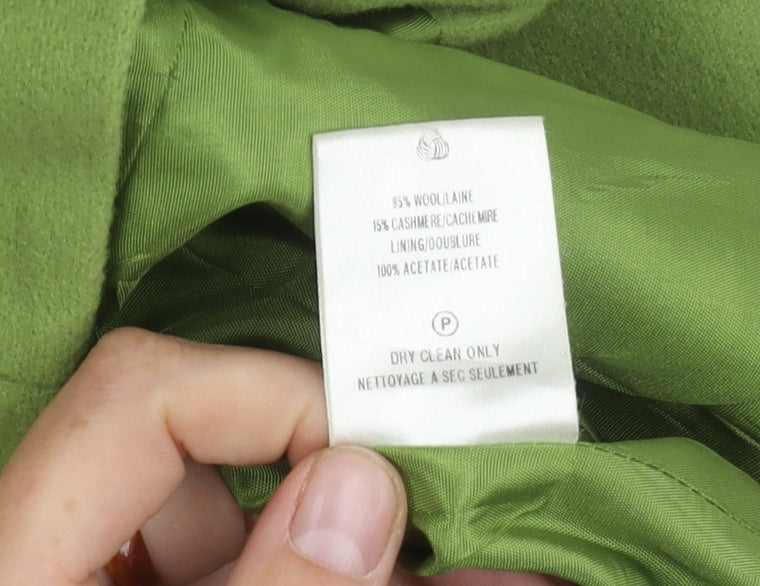 85% WOOL/LAINE
15% CASHMERE/CACHEMIRE
LINING/DOUBLURE
100% ACETATE/ACETATE
P
DRY CLEAN ONLY
NETTOYAGE A SEC SEULEMENT